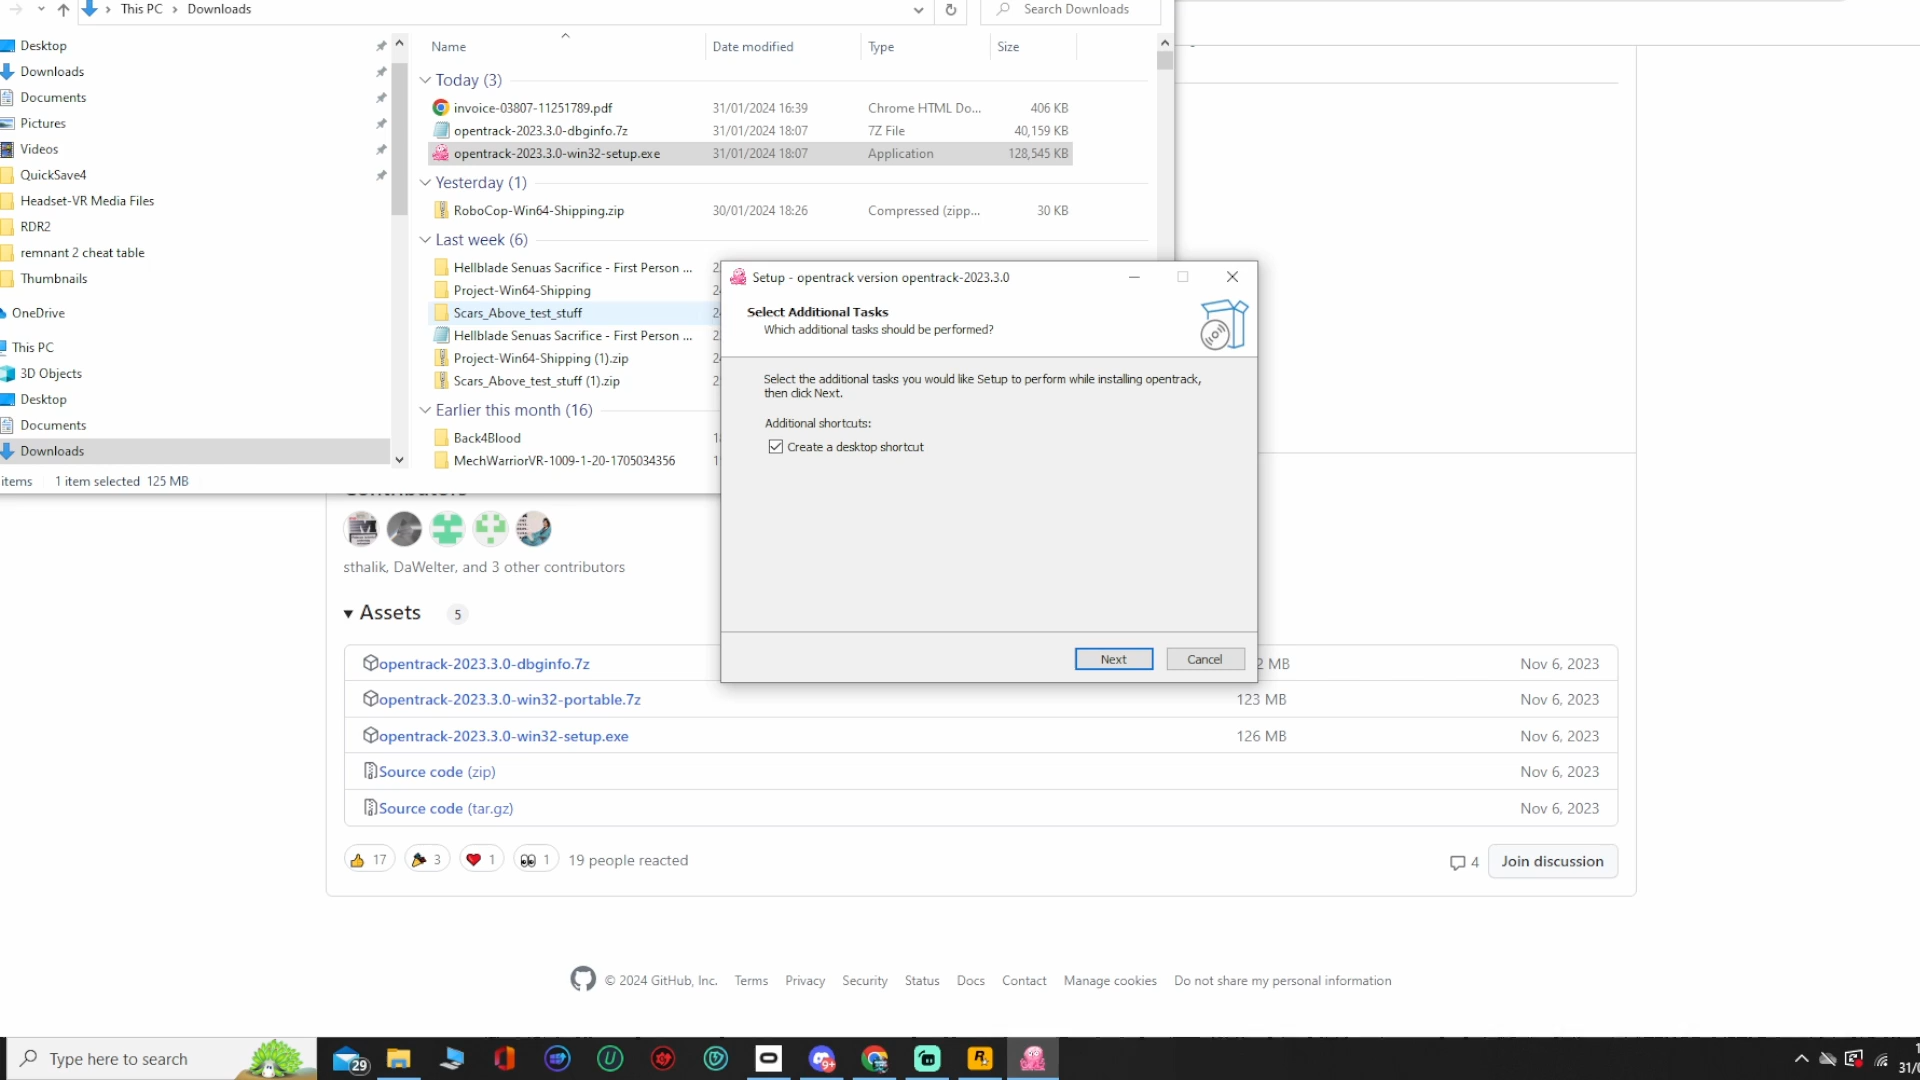 This PC
Downloads
Search Downloads
Desktop
Downloads
Documents
Pictures
Videos
QuickSave4
Headset-VR Media Files
RDR2
remnant 2 cheat table
Thumbnails
OneDrive
This PC
3D Objects
Desktop
Documents
Downloads
items 1 item selected 125 MB
Name Date modified Type Size
Today (3)
invoice-03807-11251789.pdf 31/01/2024 16:39 Chrome HTML Do... 406 KB
opentrack-2023.3.0-dbginfo.7z 31/01/2024 18:07 7Z File 40,159 KB
opentrack-2023.3.0-win32-setup.exe 31/01/2024 18:07 Application 128,545 KB
Yesterday (1)
RoboCop-Win64-Shipping.zip 30/01/2024 18:26 Compressed (zipp... 30 KB
Last week (6)
Hellblade Senuas Sacrifice - First Person ...
Project-Win64-Shipping
Scars_Above_test_stuff
Hellblade Senuas Sacrifice - First Person ...
Project-Win64-Shipping (1).zip
Scars_Above_test_stuff (1).zip
Earlier this month (16)
Back4Blood
MechWarriorVR-1009-1-20-1705034356
Setup - opentrack version opentrack-2023.3.0
Select Additional Tasks
Which additional tasks should be performed?
Select the additional tasks you would like Setup to perform while installing opentrack,
then click Next.
Additional shortcuts:
Create a desktop shortcut
Next Cancel
Contributors
sthalik, DaWelter, and 3 other contributors
Assets 5
opentrack-2023.3.0-dbginfo.7z 2 MB Nov 6, 2023
opentrack-2023.3.0-win32-portable.7z 123 MB Nov 6, 2023
opentrack-2023.3.0-win32-setup.exe 126 MB Nov 6, 2023
Source code (zip) Nov 6, 2023
Source code (tar.gz) Nov 6, 2023
17 3 1 1 19 people reacted
4 Join discussion
© 2024 GitHub, Inc. Terms Privacy Security Status Docs Contact Manage cookies Do not share my personal information
Type here to search
29
9+
31/0